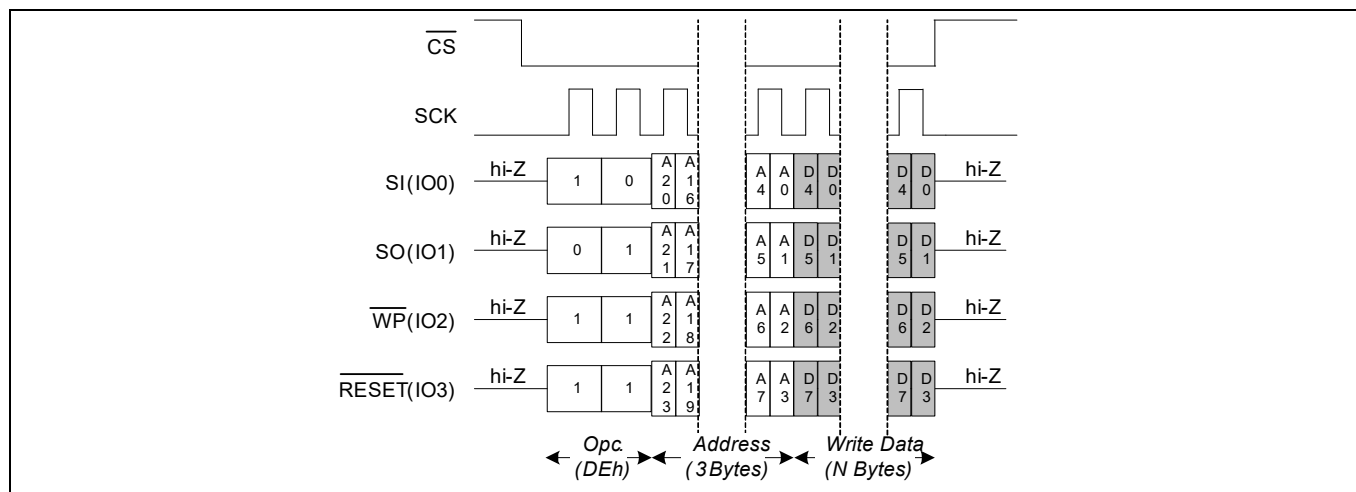 CS
SCK
SI(IO0) hi-Z 1 0 A20 A16 A4 A0 D4 D0 D4 D0 hi-Z
SO(IO1) hi-Z 0 1 A21 A17 A5 A1 D5 D1 D5 D1 hi-Z
WP(IO2) hi-Z 1 1 A22 A18 A6 A2 D6 D2 D6 D2 hi-Z
RESET(IO3) hi-Z 1 1 A23 A19 A7 A3 D7 D3 D7 D3 hi-Z
Opc. Address Write Data
(DEh) (3Bytes) (N Bytes)